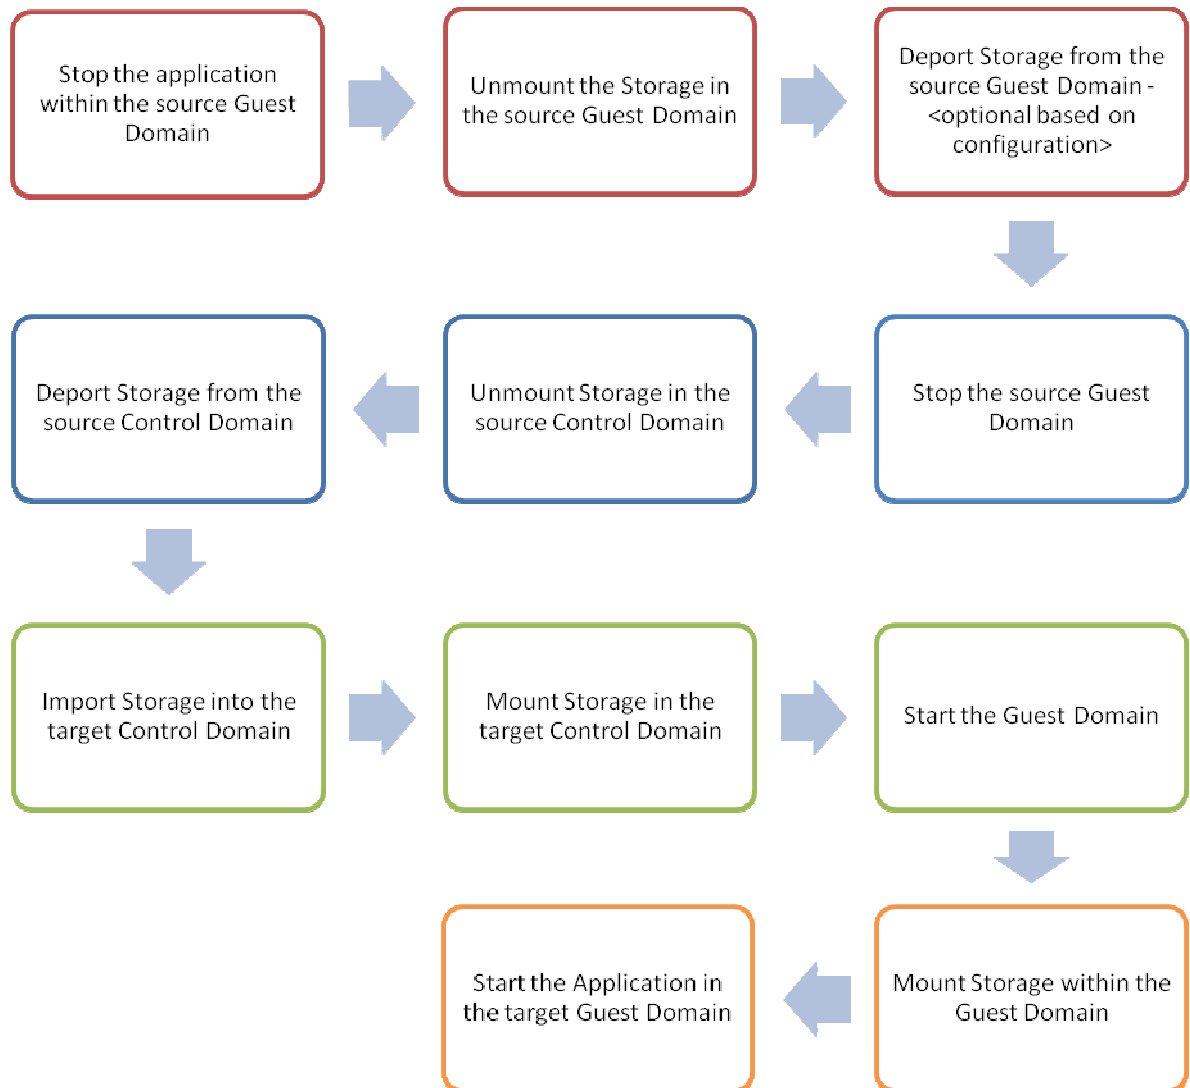 Stop the application
within the source Guest
Domain
Unmount the Storage in
the source Guest Domain
Deport Storage from the
source Guest Domain -
<optional based on
configuration>
Stop the source Guest
Domain
Unmount Storage in the
source Control Domain
Deport Storage from the
source Control Domain
Import Storage into the
target Control Domain
Mount Storage in the
target Control Domain
Start the Guest Domain
Mount Storage within the
Guest Domain
Start the Application in
the target Guest Domain